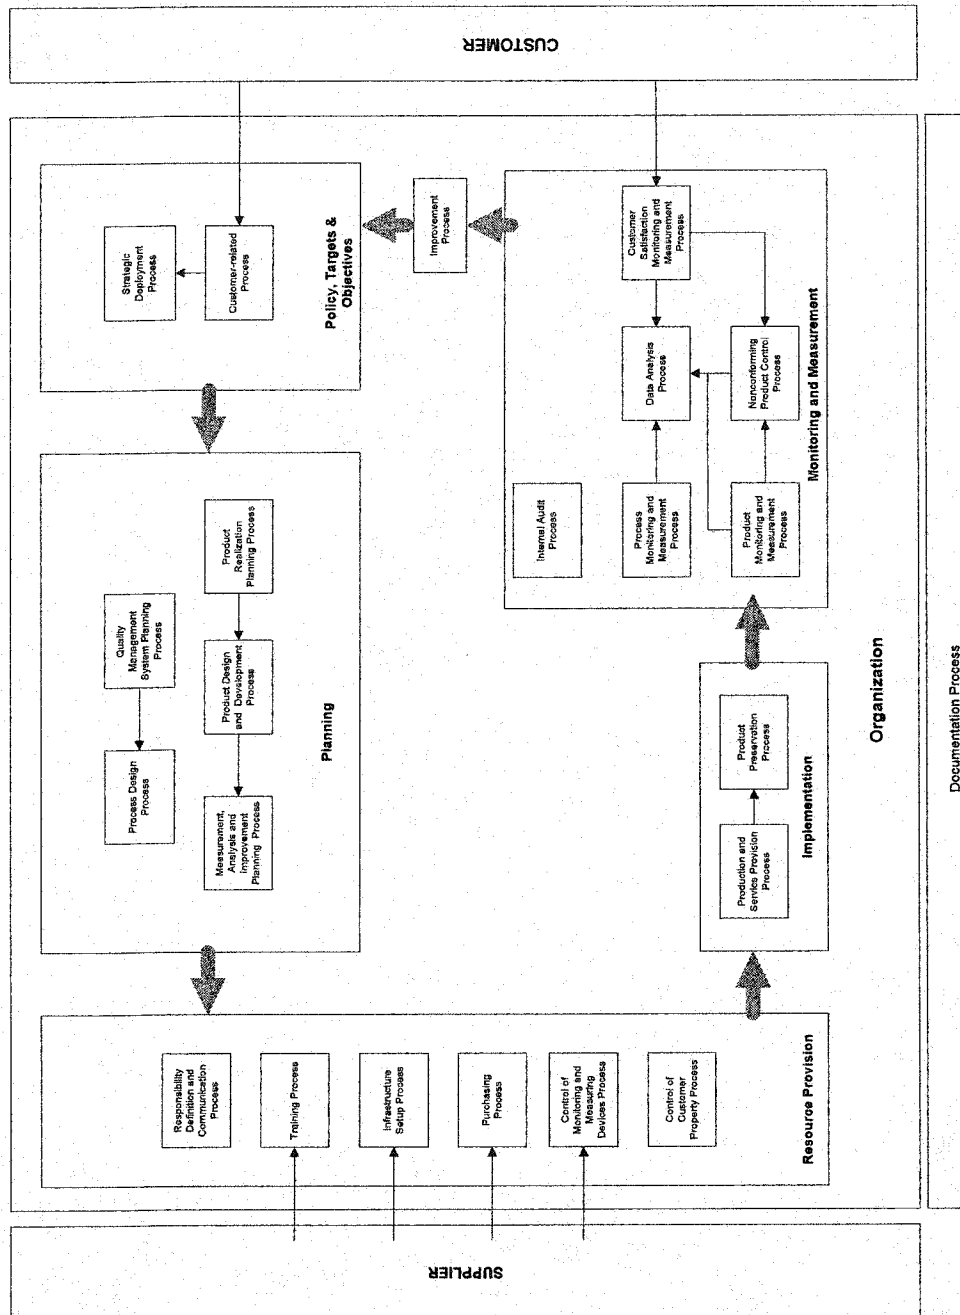 SUPPLIER
CUSTOMER
Responsibility
Definition and
Communication
Process
Training Process
Infrastructure
Setup Process
Purchasing
Process
Control of
Monitoring and
Measuring
Devices Process
Control of
Customer
Property Process
Resource Provision
Quality
Management
System Planning
Process
Process Design
Process
Product
Realization
Planning Process
Product Design
and Development
Process
Measurement,
Analysis and
Improvement
Planning Process
Planning
Strategic
Deployment
Process
Customer-related
Process
Policy, Targets &
Objectives
Improvement
Process
Production and
Service Provision
Process
Product
Preservation
Process
Implementation
Internal Audit
Process
Process
Monitoring and
Measurement
Process
Data Analysis
Process
Customer
Satisfaction
Monitoring and
Measurement
Process
Product
Monitoring and
Measurement
Process
Nonconforming
Product Control
Process
Monitoring and Measurement
Organization
Documentation Process